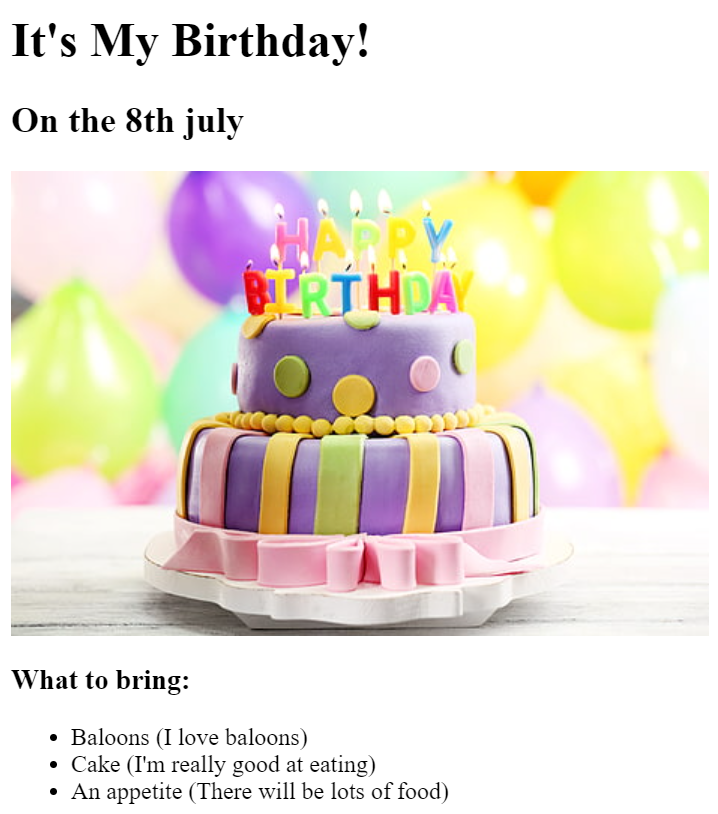 It's My Birthday!
On the 8th july
HAPPY
BIRTHDAY
What to bring:
Baloons (I love baloons)
Cake (I'm really good at eating)
An appetite (There will be lots of food)